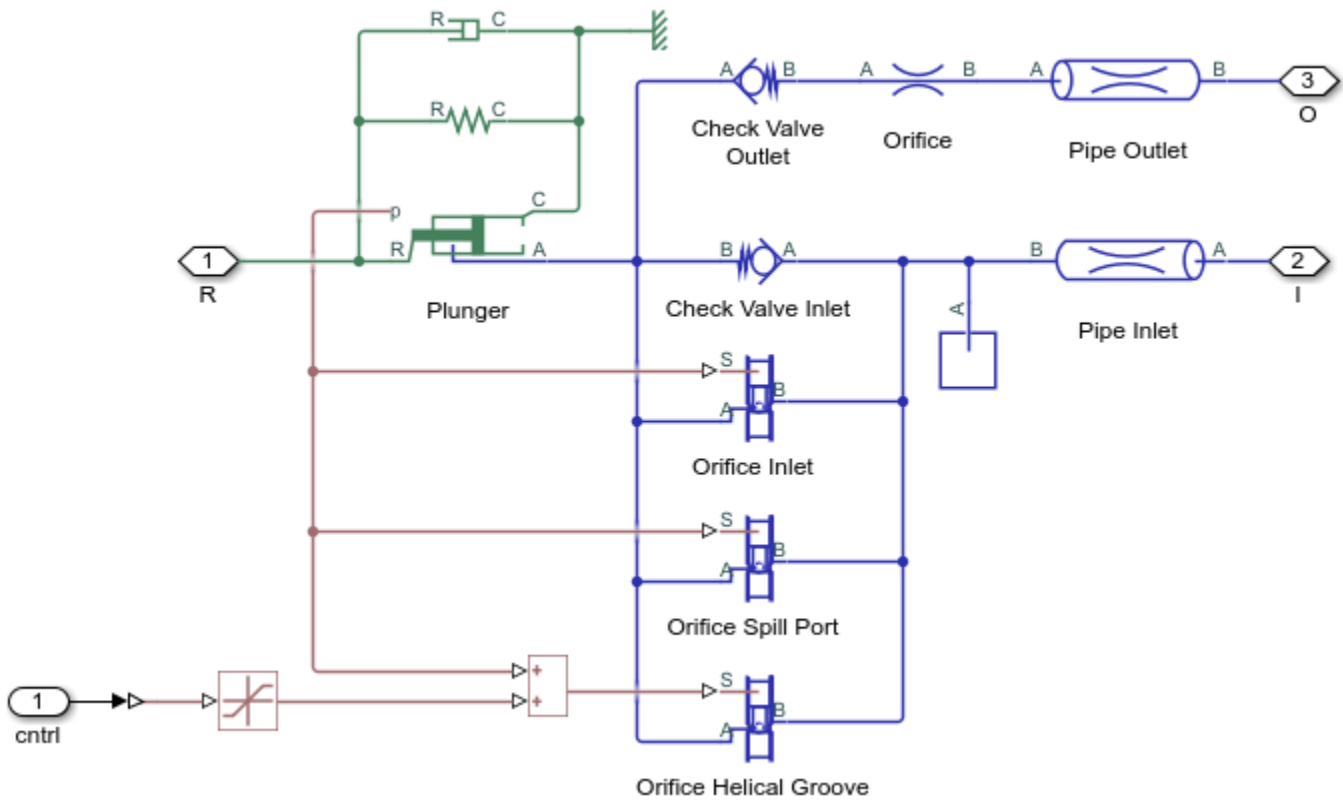 R C
A B A B A B 3
O
R C
Check Valve
Outlet
Orifice
Pipe Outlet
p C
1 R A B A B A 2
R
I
Plunger
Check Valve Inlet
A
Pipe Inlet
S
B
A
Orifice Inlet
S
B
A
Orifice Spill Port
+
+
S
B
A
1
cntrl
Orifice Helical Groove